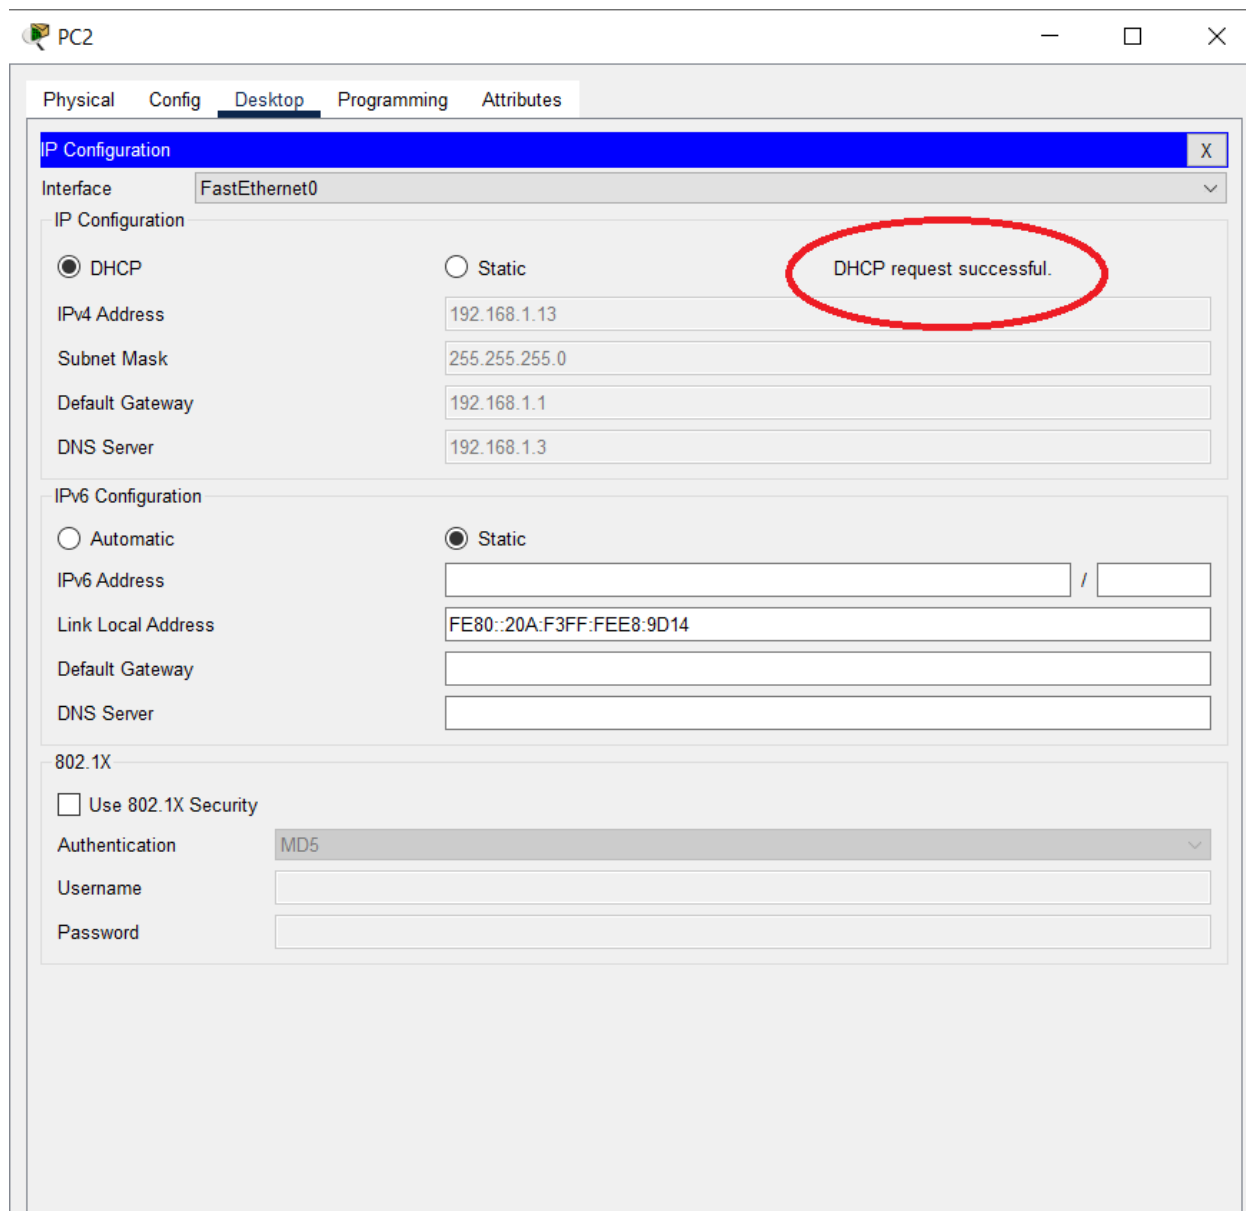 PC2
Physical Config Desktop Programming Attributes
IP Configuration X
Interface FastEthernet0
IP Configuration
DHCP Static DHCP request successful.
IPv4 Address 192.168.1.13
Subnet Mask 255.255.255.0
Default Gateway 192.168.1.1
DNS Server 192.168.1.3
IPv6 Configuration
Automatic Static
IPv6 Address /
Link Local Address FE80::20A:F3FF:FEE8:9D14
Default Gateway
DNS Server
802.1X
Use 802.1X Security
Authentication MD5
Username
Password